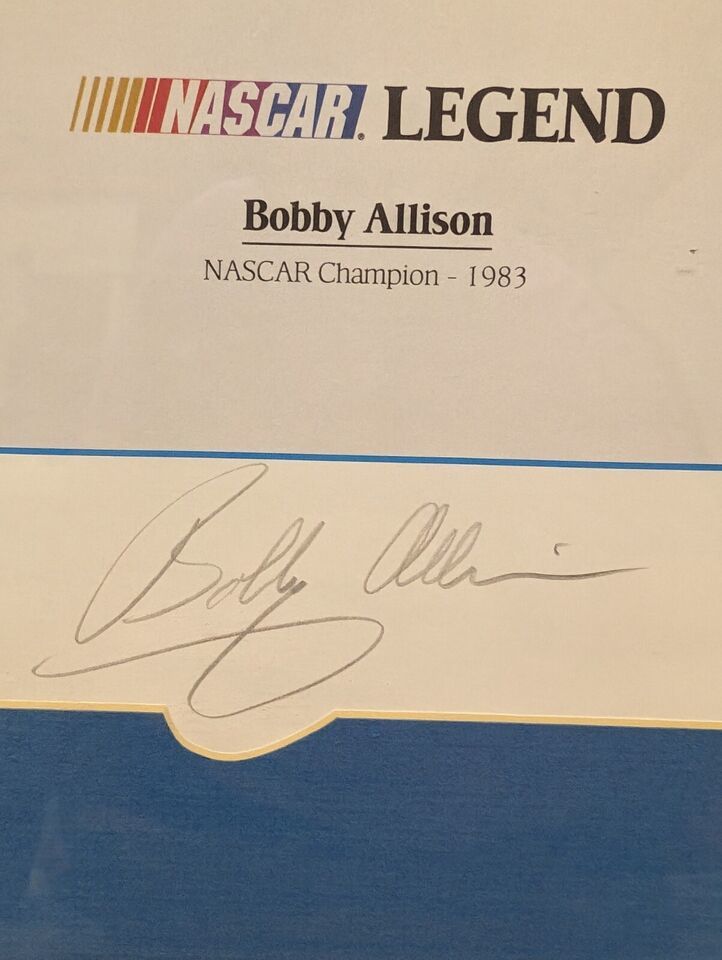 NASCAR. LEGEND
Bobby Allison
NASCAR Champion - 1983
Bobby Allison